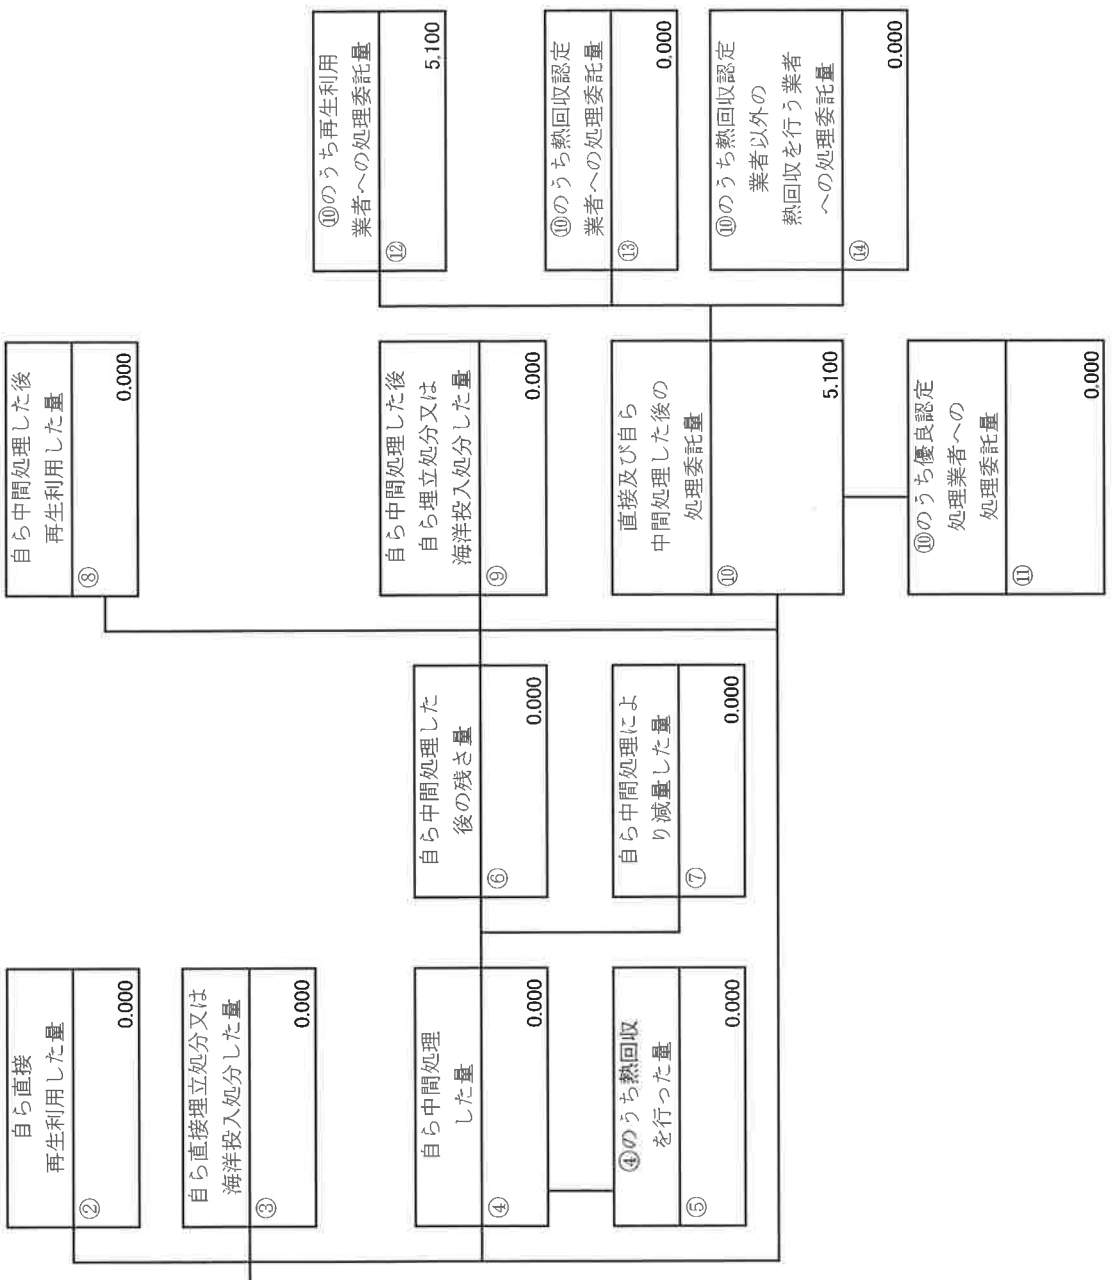 自ら直接
再生利用した量
②
0.000
自ら直接埋立処分又は
海洋投入処分した量
③
0.000
自ら中間処理
した量
④
0.000
④のうち熱回収
を行った量
⑤
0.000
自ら中間処理した
後の残さ量
⑥
0.000
自ら中間処理によ
り減量した量
⑦
0.000
自ら中間処理した後
再生利用した量
⑧
0.000
自ら中間処理した後
自ら埋立処分又は
海洋投入処分した量
⑨
0.000
直接及び自ら
中間処理した後の
処理委託量
⑩
5.100
⑩のうち優良認定
処理業者への
処理委託量
⑪
0.000
⑩のうち再生利用
業者への処理委託量
⑫
5.100
⑩のうち熱回収認定
業者への処理委託量
⑬
0.000
⑩のうち熱回収認定
業者以外の
熱回収を行う業者
への処理委託量
⑭
0.000